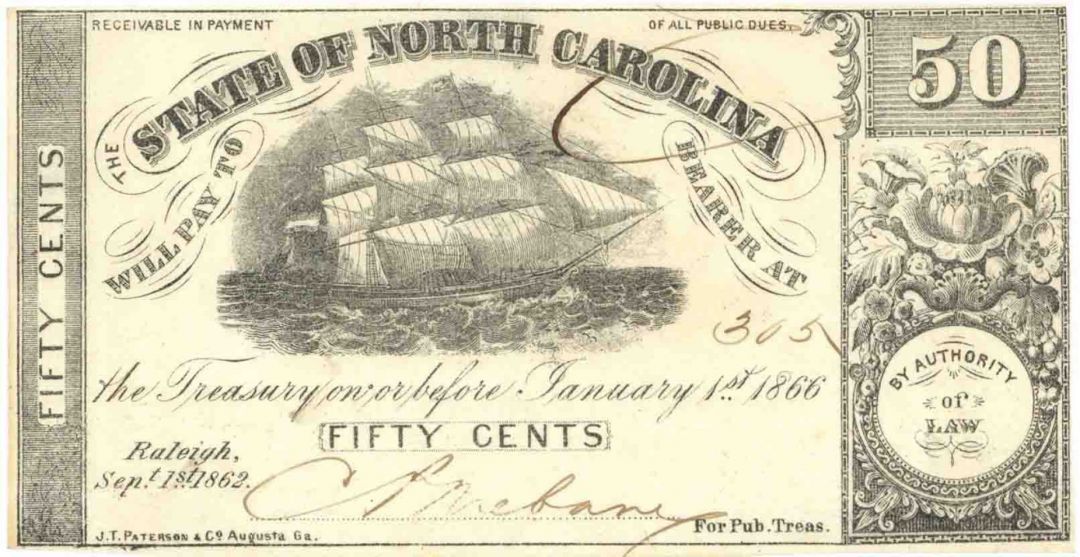 RECEIVABLE IN PAYMENT OF ALL PUBLIC DUES.
50
THE STATE OF NORTH CAROLINA
WILL PAY TO BEARER AT
305
the Treasury on or before January 1st. 1866
FIFTY CENTS
FIFTY CENTS
Raleigh,
Sept. 1st 1862.
Mebane
For Pub. Treas.
J.T. PATERSON & CO Augusta Ga.
BY AUTHORITY
of
LAW